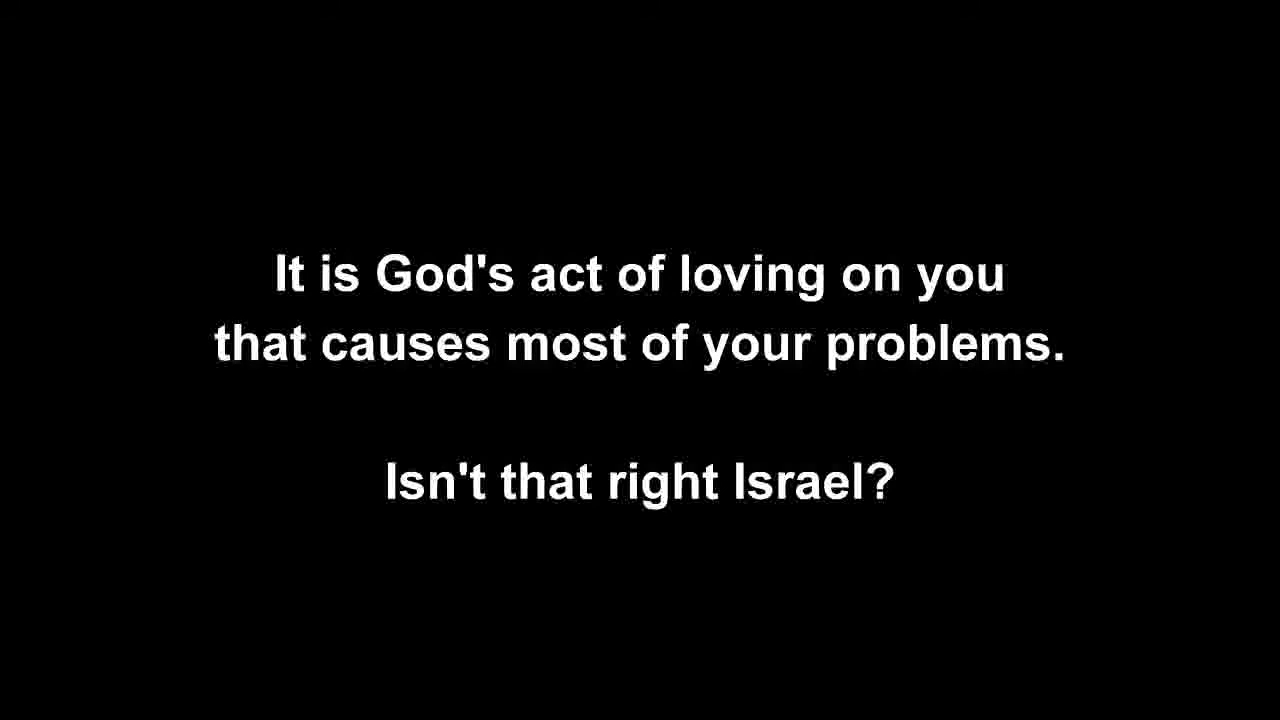 It is God's act of loving on you
that causes most of your problems.
Isn't that right Israel?